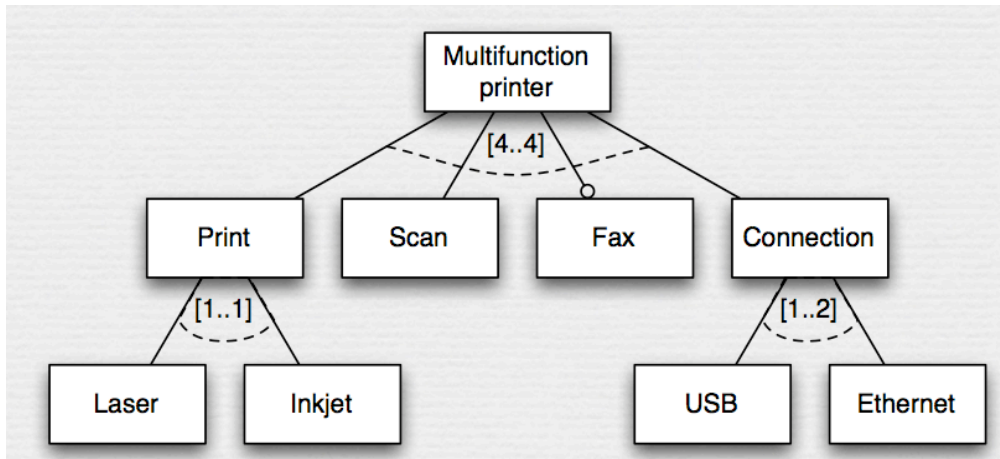 Multifunction
printer
[4..4]
Print
Scan
Fax
Connection
[1..1]
[1..2]
Laser
Inkjet
USB
Ethernet